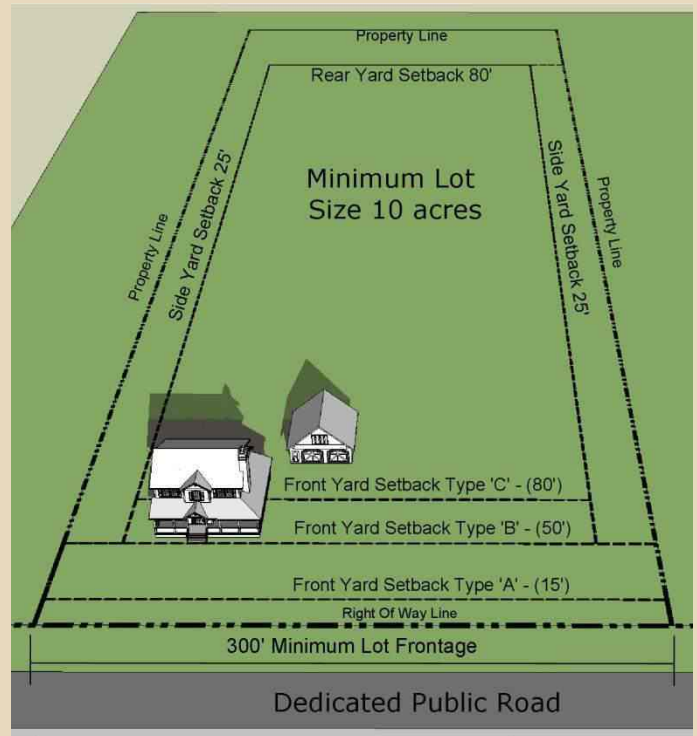 Property Line
Rear Yard Setback 80'
Side Yard Setback 25'
Property Line
Minimum Lot
Size 10 acres
Side Yard Setback 25'
Property Line
Front Yard Setback Type 'C' - (80')
Front Yard Setback Type 'B' - (50')
Front Yard Setback Type 'A' - (15')
Right Of Way Line
300' Minimum Lot Frontage
Dedicated Public Road